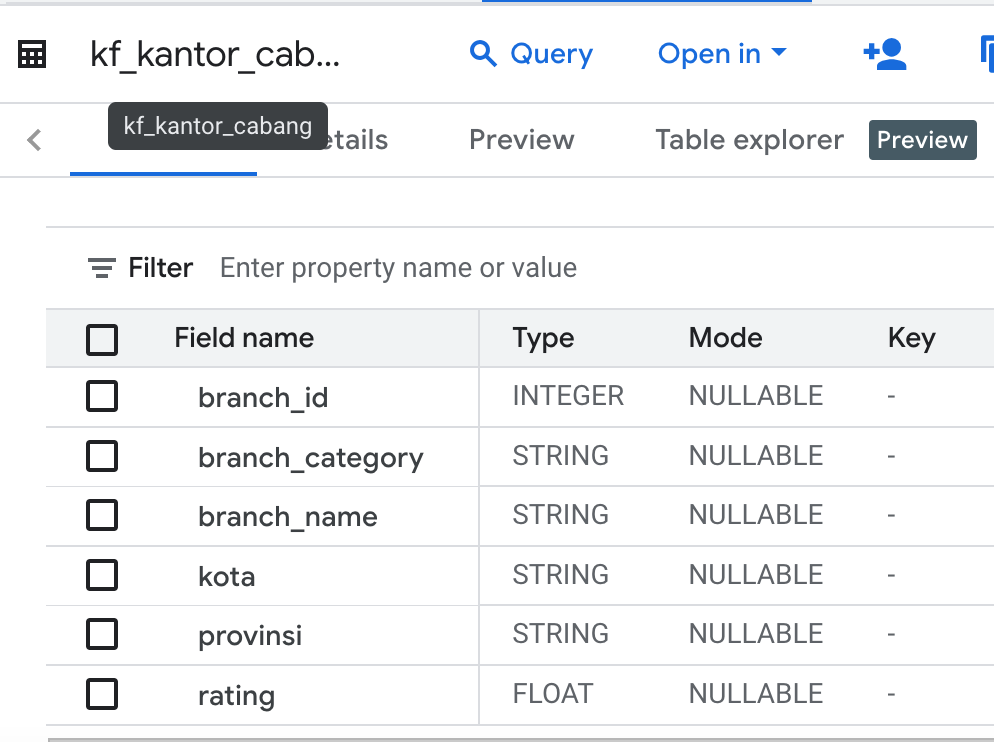 kf_kantor_cab... Query Open in
kf_kantor_cabang
etails Preview Table explorer Preview
Filter Enter property name or value
Field name Type Mode Key
branch_id INTEGER NULLABLE -
branch_category STRING NULLABLE -
branch_name STRING NULLABLE -
kota STRING NULLABLE -
provinsi STRING NULLABLE -
rating FLOAT NULLABLE -